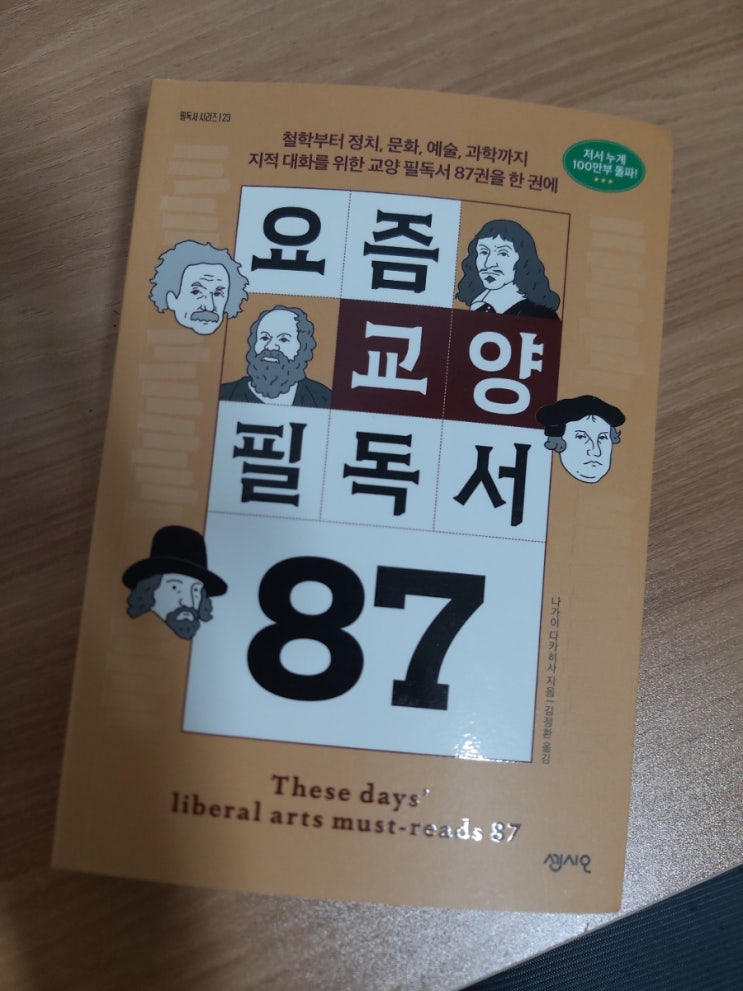 필독서 시리즈 | 23
철학부터 정치, 문화, 예술, 과학까지
지적 대화를 위한 교양 필독서 87권을 한 권에
저서 누계
100만부 돌파!
요즘
교양
필독서
87
나가이 다카히사 지음 | 김정환 옮김
These days'
liberal arts must-reads 87
센시오